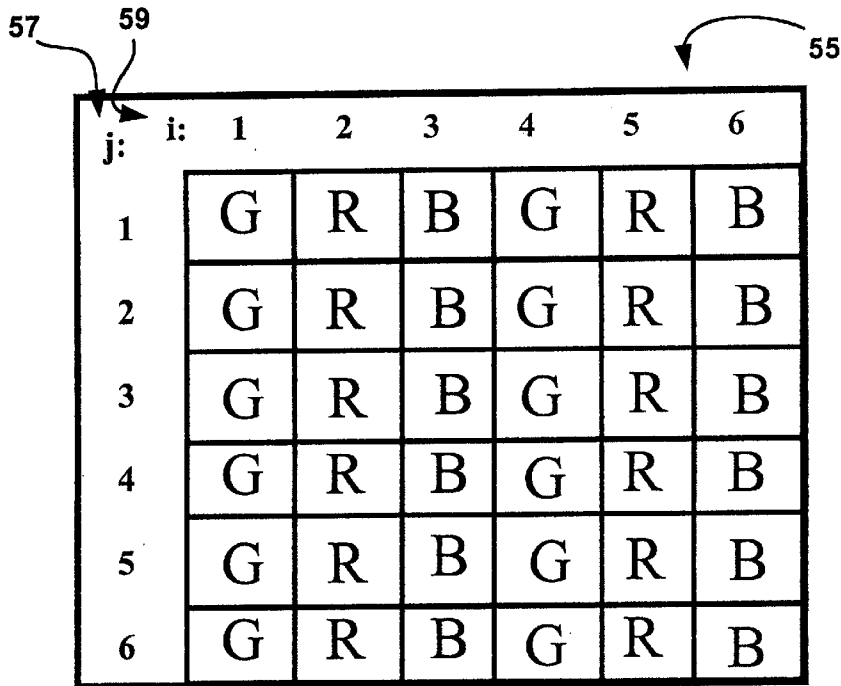 57 59 55
i: 1 2 3 4 5 6
j:
1 G R B G R B
2 G R B G R B
3 G R B G R B
4 G R B G R B
5 G R B G R B
6 G R B G R B